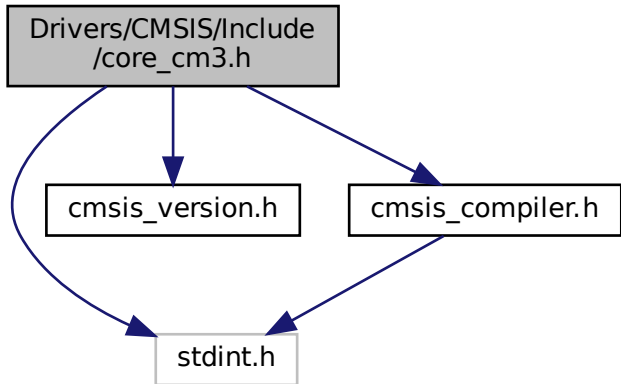 Drivers/CMSIS/Include
/core_cm3.h
cmsis_version.h
cmsis_compiler.h
stdint.h